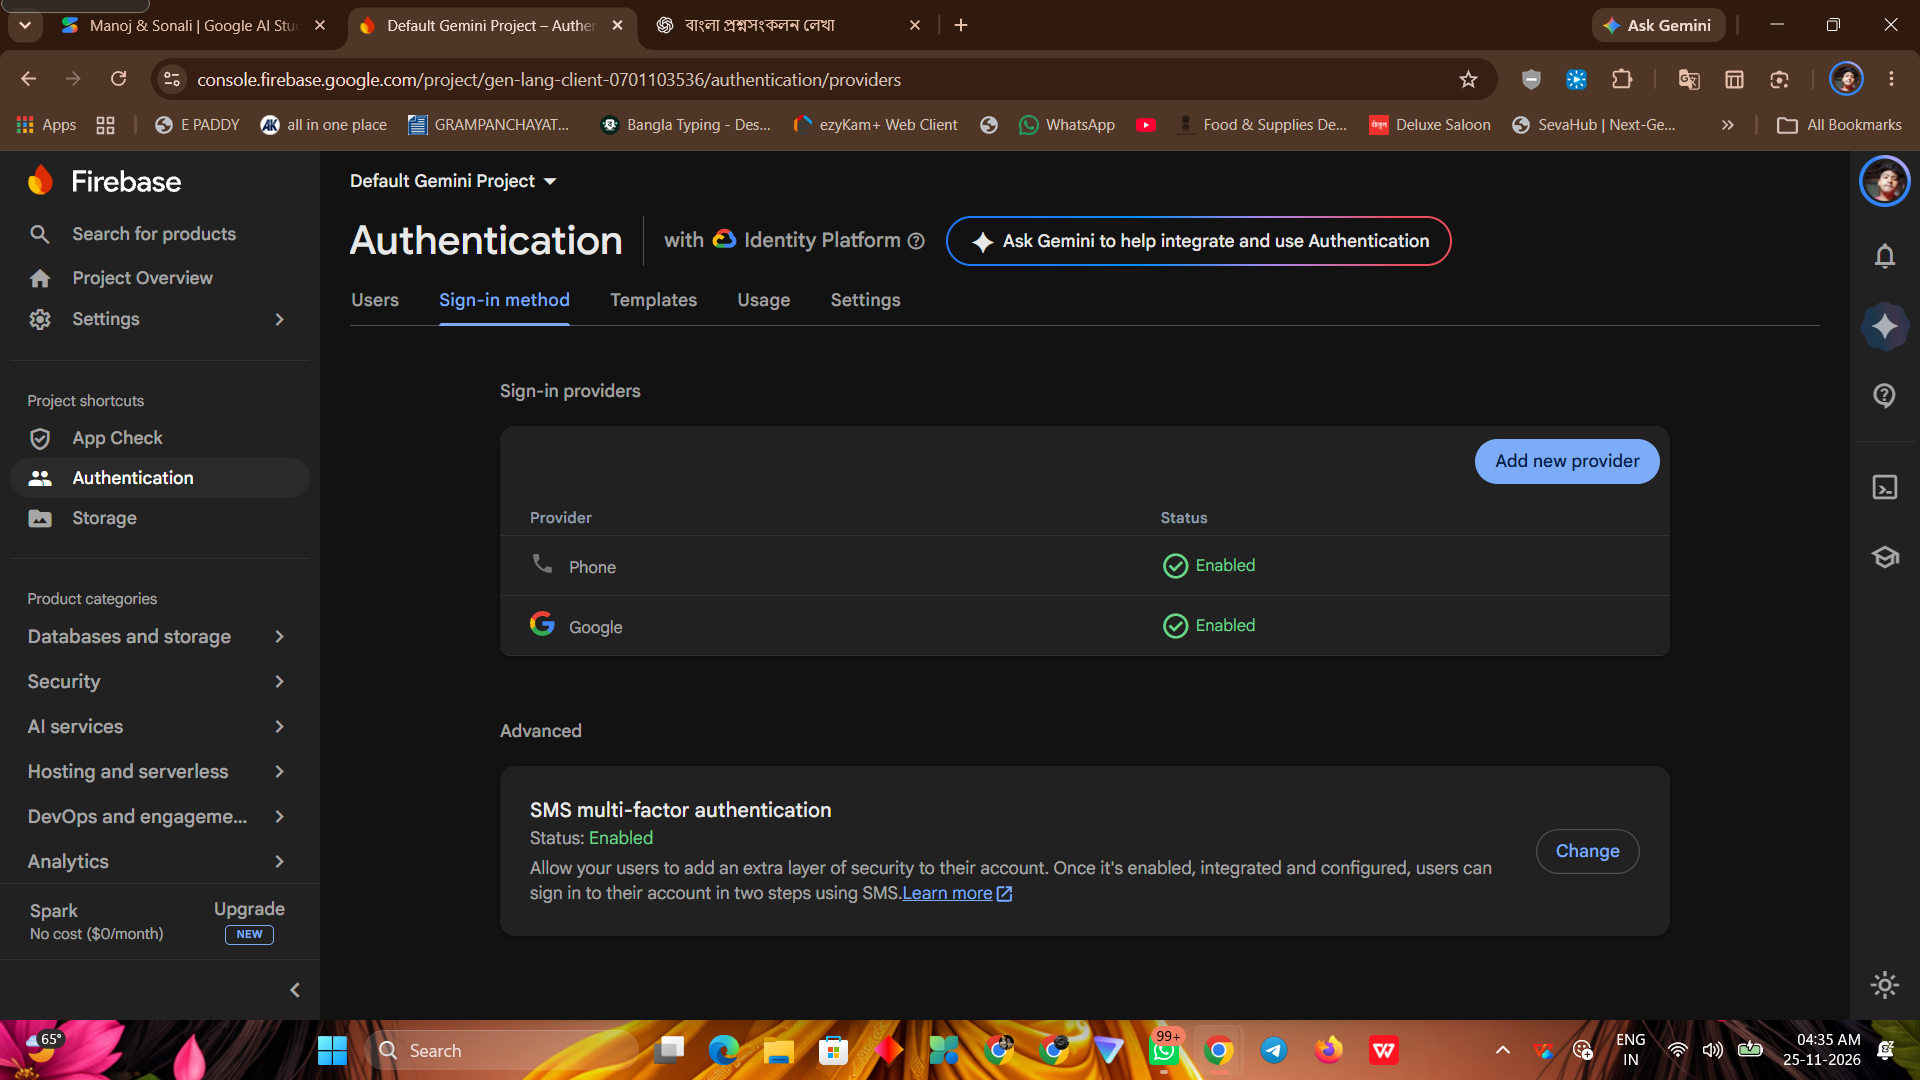 Manoj & Sonali | Google AI Stu
Default Gemini Project – Authen
বাংলা প্রশ্নসংকলন লেখা
Ask Gemini
console.firebase.google.com/project/gen-lang-client-0701103536/authentication/providers
Apps
E PADDY
all in one place
GRAMPANCHAYAT...
Bangla Typing - Des...
ezyKam+ Web Client
WhatsApp
Food & Supplies De...
Deluxe Saloon
SevaHub | Next-Ge...
All Bookmarks
Firebase
Search for products
Project Overview
Settings
Project shortcuts
App Check
Authentication
Storage
Product categories
Databases and storage
Security
AI services
Hosting and serverless
DevOps and engageme...
Analytics
Spark
No cost ($0/month)
Upgrade
NEW
Default Gemini Project
Authentication
with Identity Platform
Ask Gemini to help integrate and use Authentication
Users
Sign-in method
Templates
Usage
Settings
Sign-in providers
Add new provider
Provider
Status
Phone
Enabled
Google
Enabled
Advanced
SMS multi-factor authentication
Status: Enabled
Allow your users to add an extra layer of security to their account. Once it's enabled, integrated and configured, users can
sign in to their account in two steps using SMS.Learn more
Change
65°
Search
99+
ENG
IN
04:35 AM
25-11-2026